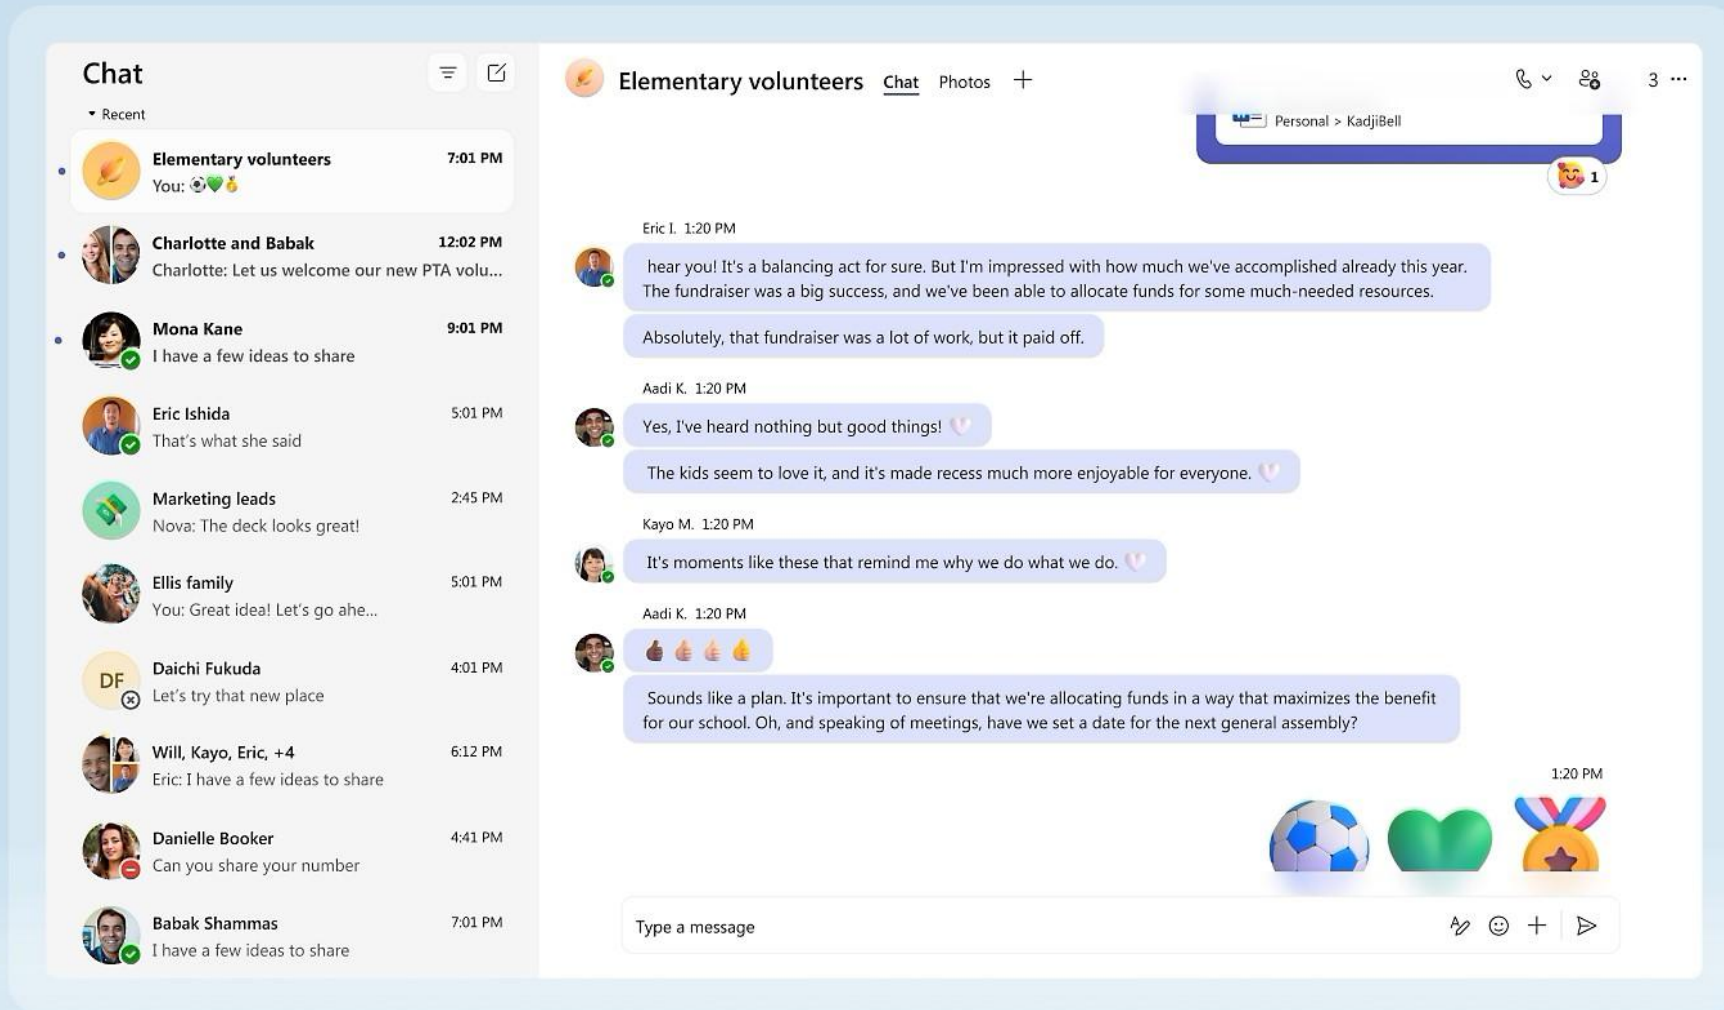 Chat
Recent
Elementary volunteers 7:01 PM
You: ⚽💚🏅
Charlotte and Babak 12:02 PM
Charlotte: Let us welcome our new PTA volu...
Mona Kane 9:01 PM
I have a few ideas to share
Eric Ishida 5:01 PM
That's what she said
Marketing leads 2:45 PM
Nova: The deck looks great!
Ellis family 5:01 PM
You: Great idea! Let's go ahe...
DF
Daichi Fukuda 4:01 PM
Let's try that new place
Will, Kayo, Eric, +4 6:12 PM
Eric: I have a few ideas to share
Danielle Booker 4:41 PM
Can you share your number
Babak Shammas 7:01 PM
I have a few ideas to share
Elementary volunteers Chat Photos 3
Personal > KadjiBell
1
Eric I. 1:20 PM
hear you! It's a balancing act for sure. But I'm impressed with how much we've accomplished already this year.
The fundraiser was a big success, and we've been able to allocate funds for some much-needed resources.
Absolutely, that fundraiser was a lot of work, but it paid off.
Aadi K. 1:20 PM
Yes, I've heard nothing but good things! 🤍
The kids seem to love it, and it's made recess much more enjoyable for everyone. 🤍
Kayo M. 1:20 PM
It's moments like these that remind me why we do what we do. 🤍
Aadi K. 1:20 PM
👍🏿 👍🏼 👍🏻 👍
Sounds like a plan. It's important to ensure that we're allocating funds in a way that maximizes the benefit
for our school. Oh, and speaking of meetings, have we set a date for the next general assembly?
1:20 PM
Type a message